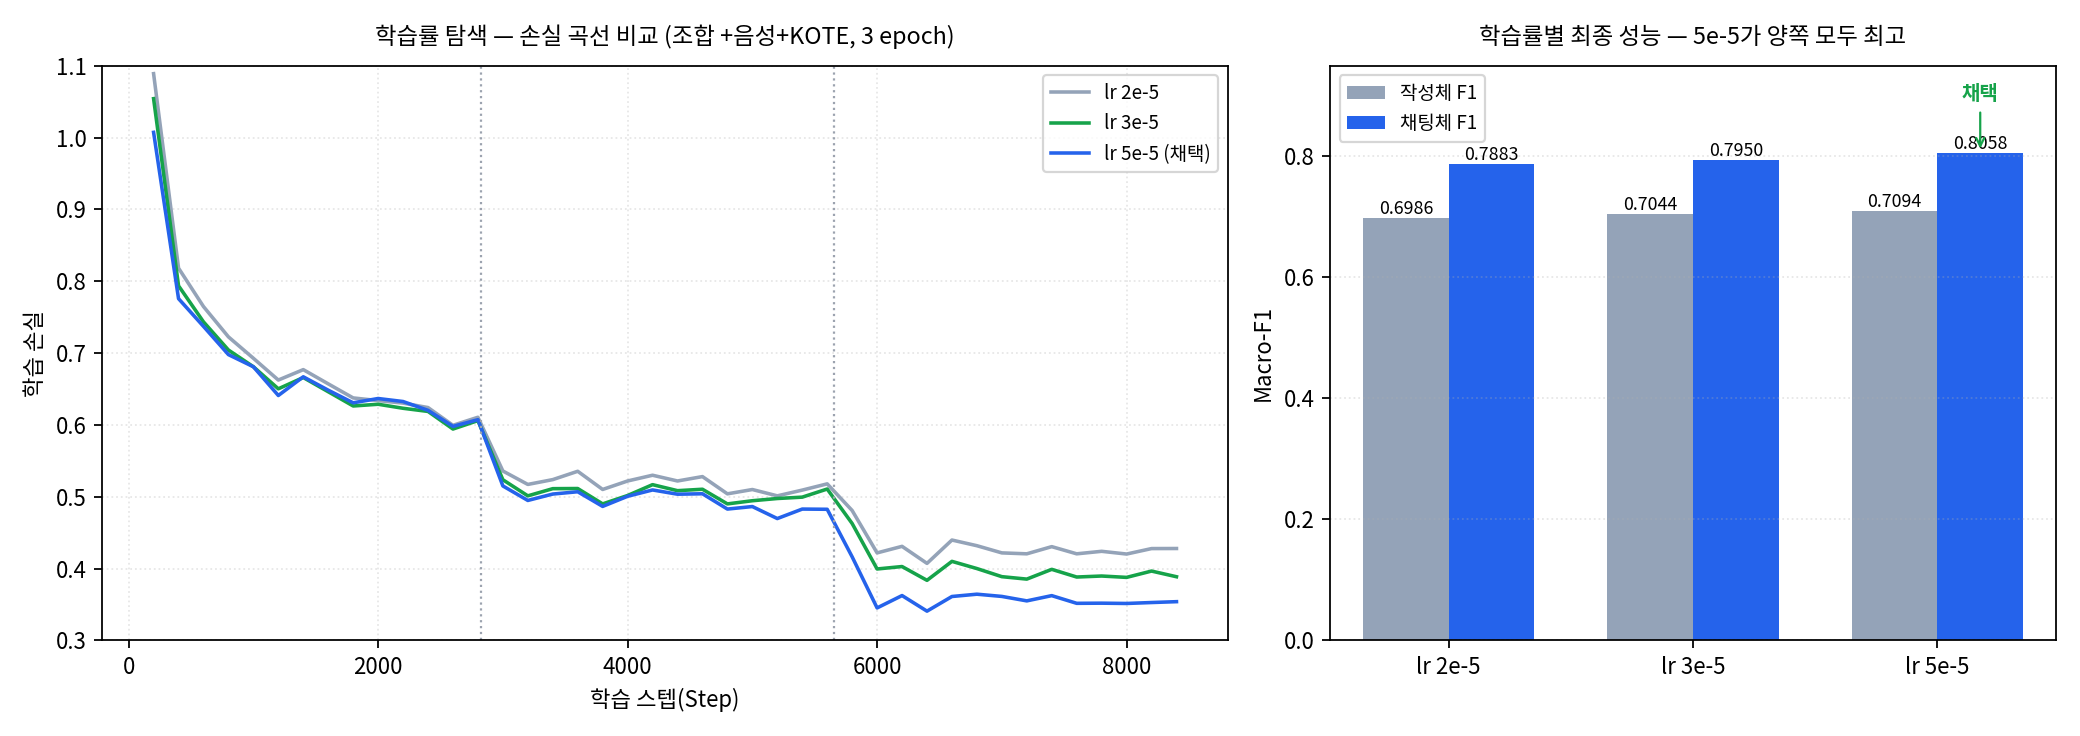 학습률 탐색 — 손실 곡선 비교 (조합 +음성+KOTE, 3 epoch)
1.1
1.0
0.9
0.8
0.7
0.6
0.5
0.4
0.3
학습 손실
lr 2e-5
lr 3e-5
lr 5e-5 (채택)
0
2000
4000
6000
8000
학습 스텝(Step)
학습률별 최종 성능 — 5e-5가 양쪽 모두 최고
작성체 F1
채팅체 F1
채택
0.8
0.6
0.4
0.2
0.0
Macro-F1
0.6986
0.7883
0.7044
0.7950
0.7094
0.8058
lr 2e-5
lr 3e-5
lr 5e-5